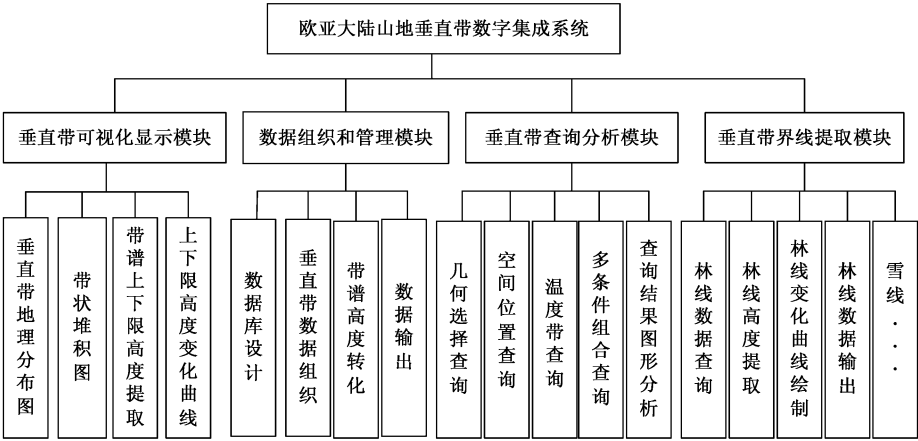 欧亚大陆山地垂直带数字集成系统
垂直带可视化显示模块
数据组织和管理模块
垂直带查询分析模块
垂直带界线提取模块
垂直带地理分布图
带状堆积图
带谱上下限高度提取
上下限高度变化曲线
数据库设计
垂直带数据组织
带谱高度转化
数据输出
几何选择查询
空间位置查询
温度带查询
多条件组合查询
查询结果图形分析
林线数据查询
林线高度提取
林线变化曲线绘制
林线数据输出
雪线···